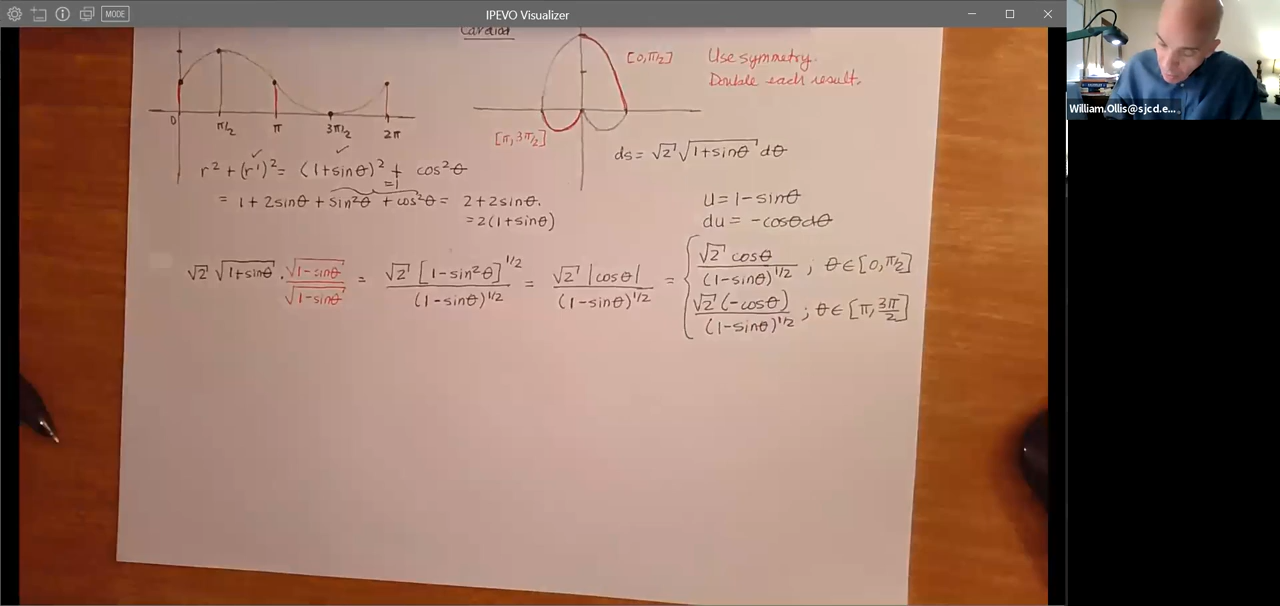 IPEVO Visualizer
MODE
William.Ollis@sjcd.e...
Cardioid
[0,π/2]
Use symmetry.
Double each result.
0 π/2 π 3π/2 2π
[π, 3π/2]
ds = √2 √(1+sinθ) dθ
r² + (r')² = (1+sinθ)² + cos²θ
=1
= 1 + 2sinθ + sin²θ + cos²θ = 2+2sinθ.
=2(1+sinθ)
u = 1-sinθ
du = -cosθdθ
√2 √(1+sinθ) · √(1-sinθ)/√(1-sinθ) = √2 [1-sin²θ]^1/2/(1-sinθ)^1/2 = √2 |cosθ|/(1-sinθ)^1/2 = { √2 cosθ/(1-sinθ)^1/2 ; θ∈[0,π/2]
√2 (-cosθ)/(1-sinθ)^1/2 ; θ∈[π, 3π/2]